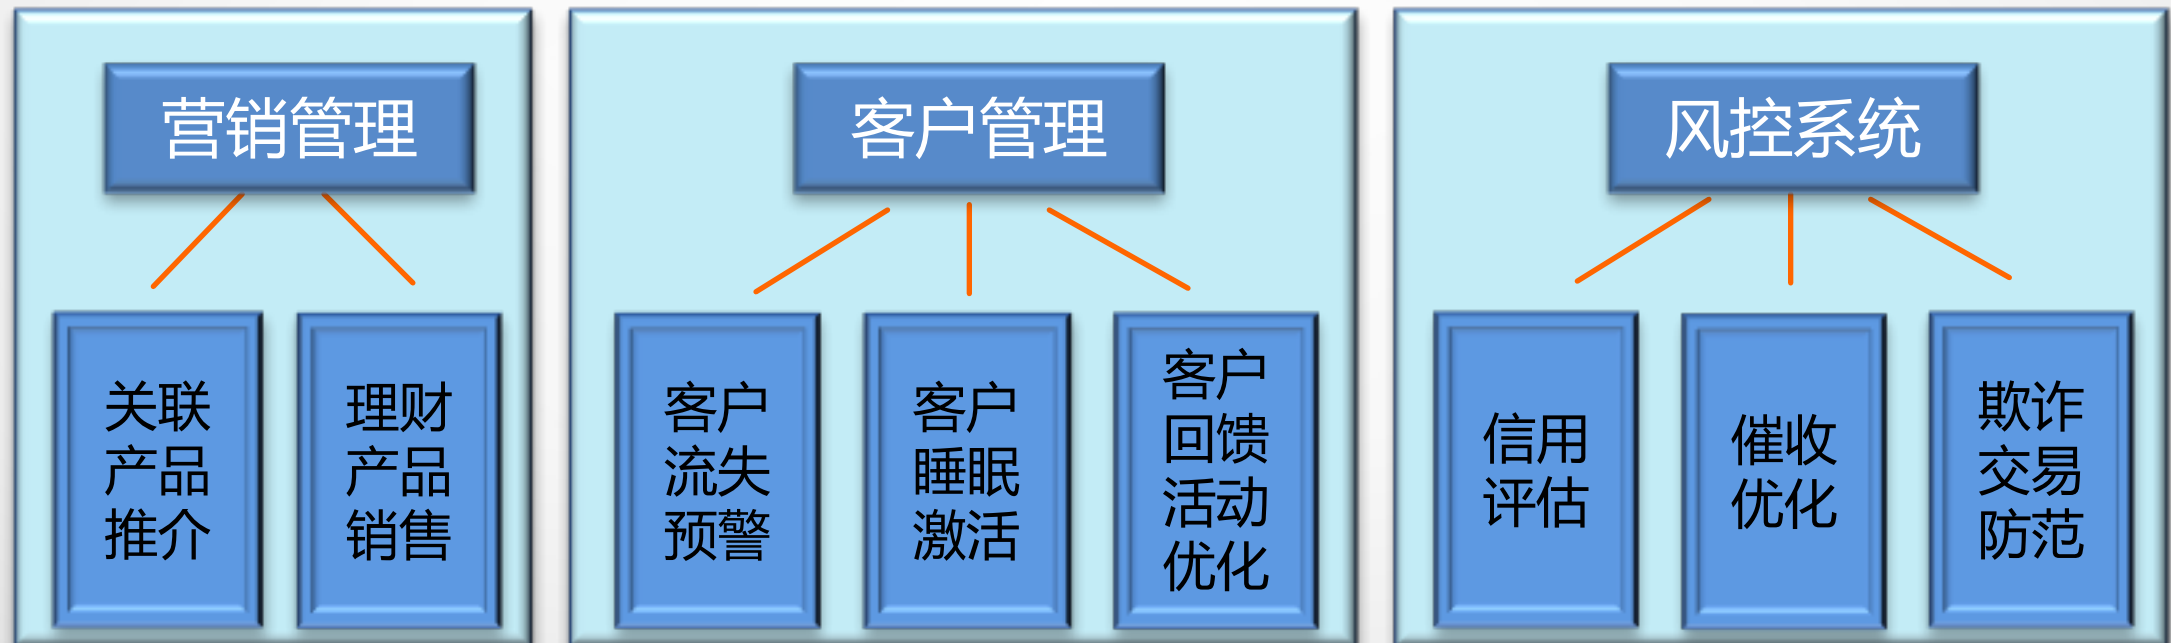 营销管理
关联
产品
推介
理财
产品
销售
客户管理
客户
流失
预警
客户
睡眠
激活
客户
回馈
活动
优化
风控系统
信用
评估
催收
优化
欺诈
交易
防范